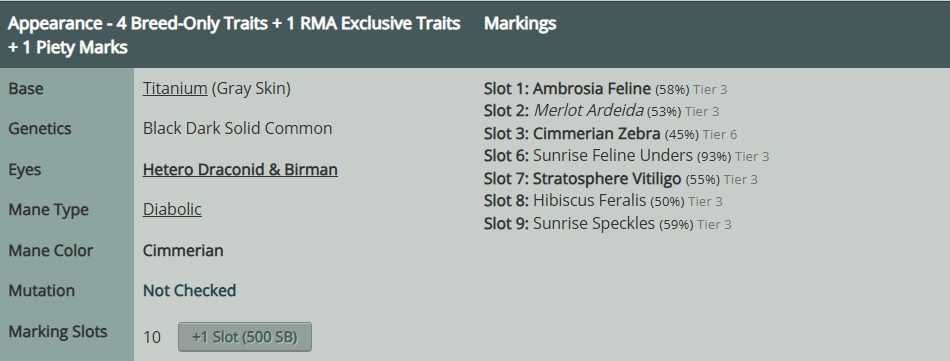 Appearance - 4 Breed-Only Traits + 1 RMA Exclusive Traits
+ 1 Piety Marks
Markings
Base
Titanium (Gray Skin)
Genetics
Black Dark Solid Common
Eyes
Hetero Draconid & Birman
Mane Type
Diabolic
Mane Color
Cimmerian
Mutation
Not Checked
Marking Slots
10
+1 Slot (500 SB)
Slot 1: Ambrosia Feline (58%) Tier 3
Slot 2: Merlot Ardeida (53%) Tier 3
Slot 3: Cimmerian Zebra (45%) Tier 6
Slot 6: Sunrise Feline Unders (93%) Tier 3
Slot 7: Stratosphere Vitiligo (55%) Tier 3
Slot 8: Hibiscus Feralis (50%) Tier 3
Slot 9: Sunrise Speckles (59%) Tier 3